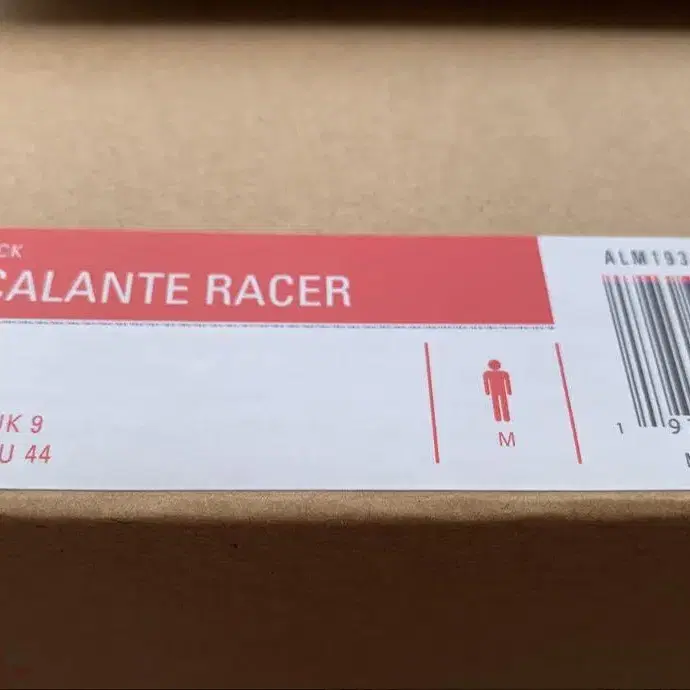 CK
CALANTE RACER
UK 9
U 44
M
ALM193
1 9